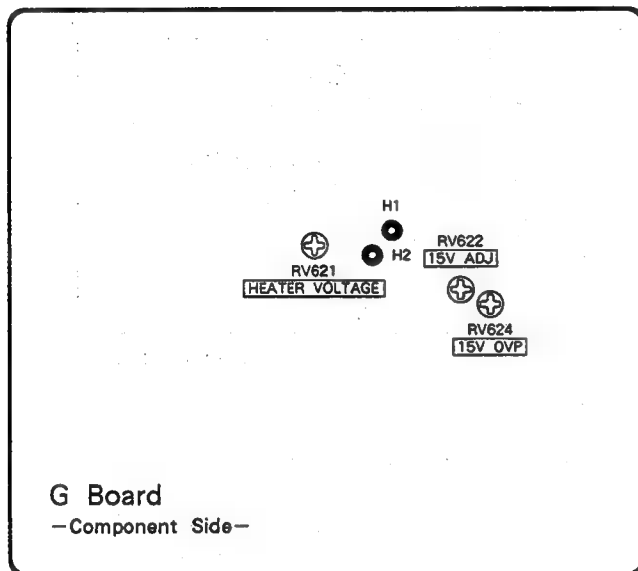 H1
H2
RV621
HEATER VOLTAGE
RV622
15V ADJ
RV624
15V OVP
G Board
-Component Side-